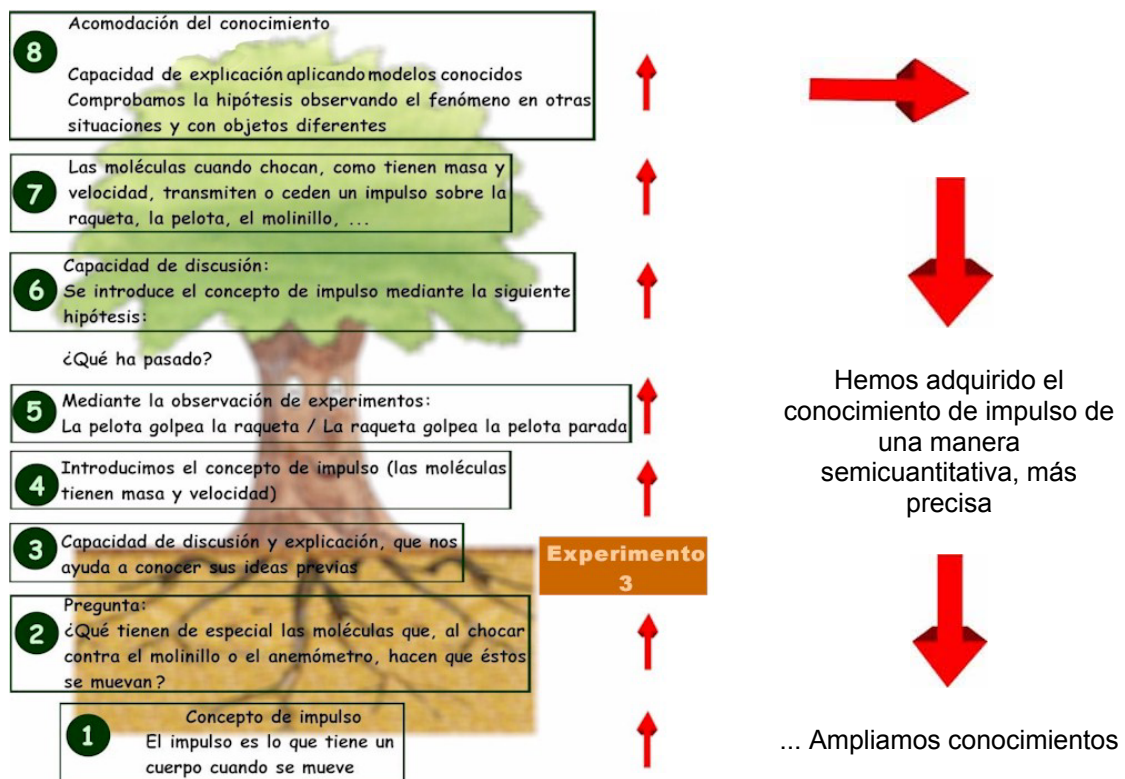 8
Acomodación del conocimiento
Capacidad de explicación aplicando modelos conocidos
Comprobamos la hipótesis observando el fenómeno en otras
situaciones y con objetos diferentes
7
Las moléculas cuando chocan, como tienen masa y
velocidad, transmiten o ceden un impulso sobre la
raqueta, la pelota, el molinillo, ...
6
Capacidad de discusión:
Se introduce el concepto de impulso mediante la siguiente
hipótesis:
¿Qué ha pasado?
5
Mediante la observación de experimentos:
La pelota golpea la raqueta / La raqueta golpea la pelota parada
4
Introducimos el concepto de impulso (las moléculas
tienen masa y velocidad)
3
Capacidad de discusión y explicación, que nos
ayuda a conocer sus ideas previas
Experimento
3
2
Pregunta:
¿Qué tienen de especial las moléculas que, al chocar
contra el molinillo o el anemómetro, hacen que éstos
se muevan?
1
Concepto de impulso
El impulso es lo que tiene un
cuerpo cuando se mueve
Hemos adquirido el
conocimiento de impulso de
una manera
semicuantitativa, más
precisa
... Ampliamos conocimientos